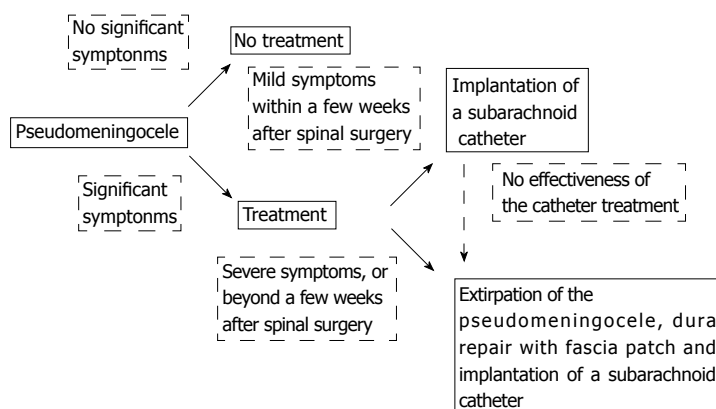 No significant
symptonms
No treatment
Mild symptoms
within a few weeks
after spinal surgery
Implantation of
a subarachnoid
catheter
Pseudomeningocele
Significant
symptonms
Treatment
No effectiveness of
the catheter treatment
Severe symptoms, or
beyond a few weeks
after spinal surgery
Extirpation of the
pseudomeningocele, dura
repair with fascia patch and
implantation of a subarachnoid
catheter